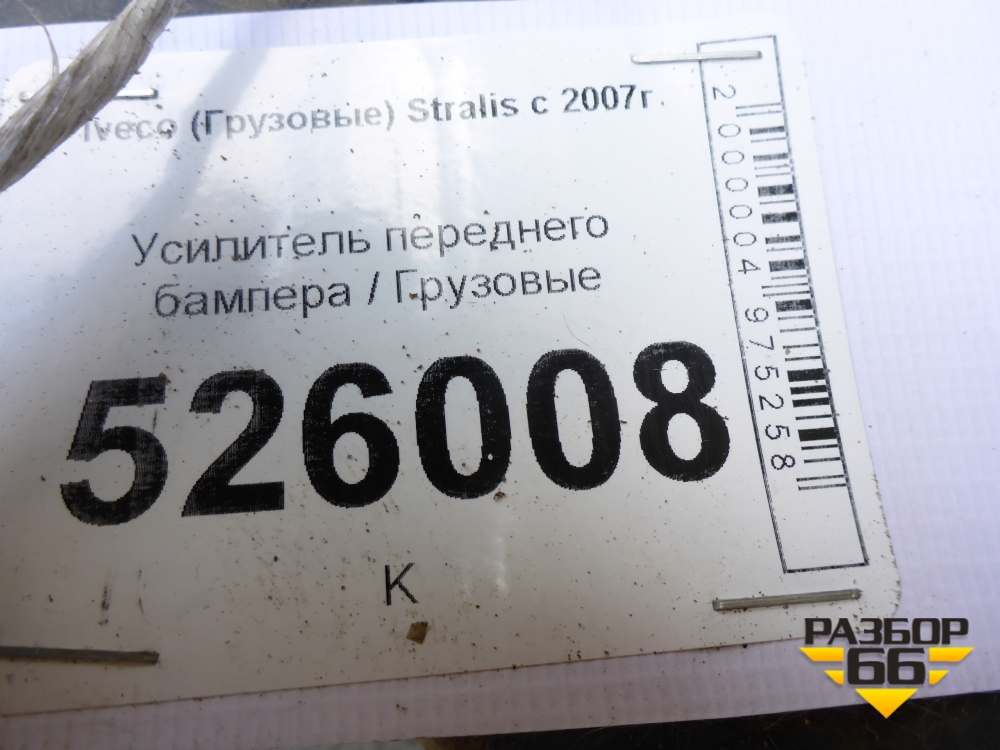 Iveco (Грузовые) Stralis с 2007г.
Усилитель переднего
бампера / Грузовые
526008
К
2000004975258
РАЗБОР
66